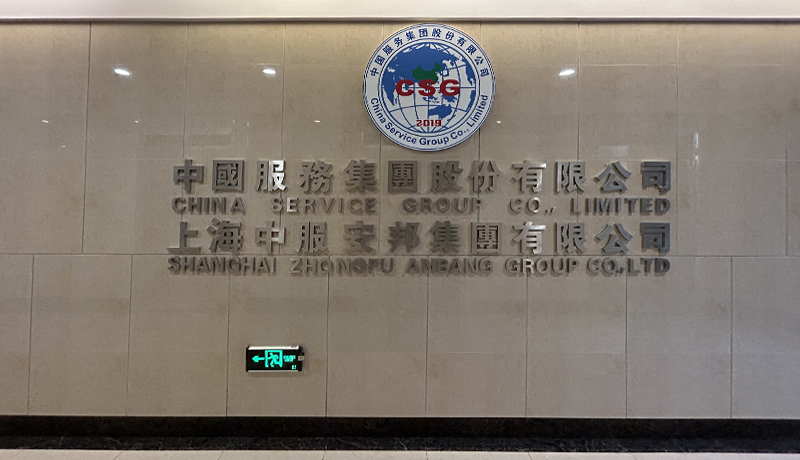 中国服务集团股份有限公司
CSG
2019
China Service Group Co., Limited
中國服務集團股份有限公司
CHINA SERVICE GROUP CO., LIMITED
上海中服安邦集團有限公司
SHANGHAI ZHONGFU ANBANG GROUP CO.,LTD